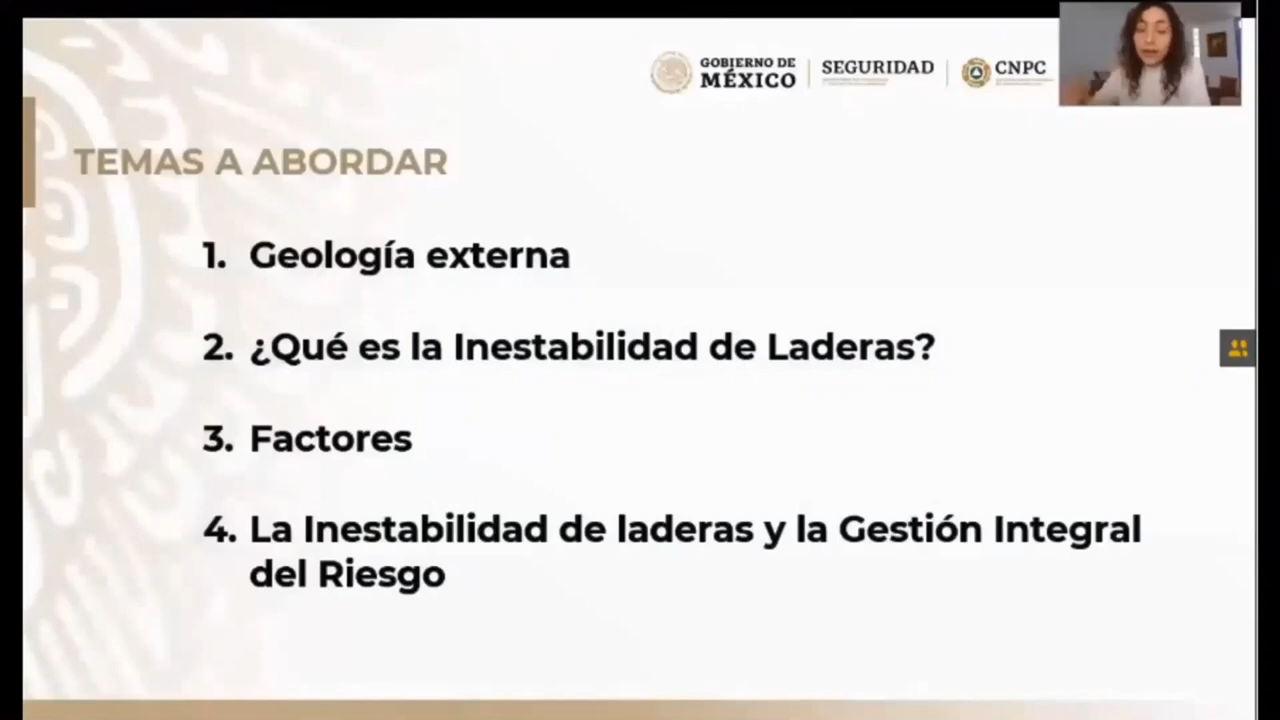 GOBIERNO DE
MÉXICO
SEGURIDAD
CNPC
TEMAS A ABORDAR
1. Geología externa
2. ¿Qué es la Inestabilidad de Laderas?
3. Factores
4. La Inestabilidad de laderas y la Gestión Integral
del Riesgo